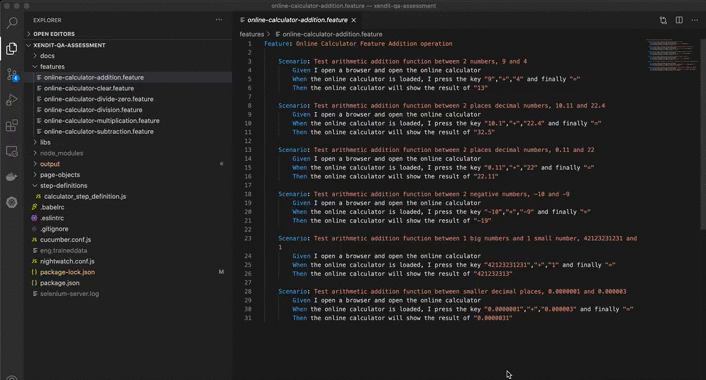 online-calculator-addition.feature — xendit-qa-assessment
EXPLORER
OPEN EDITORS
XENDIT-QA-ASSESSMENT
docs
features
online-calculator-addition.feature
online-calculator-clear.feature
online-calculator-divide-zero.feature
online-calculator-division.feature
online-calculator-multiplication.feature
online-calculator-subtraction.feature
libs
node_modules
output
page-objects
step-definitions
calculator_step_definition.js
.babelrc
.eslintrc
.gitignore
cucumber.conf.js
eng.traineddata
nightwatch.conf.js
package-lock.json M
package.json
selenium-server.log
4
online-calculator-addition.feature
features > online-calculator-addition.feature
1 Feature: Online Calculator Feature Addition operation
2
3 Scenario: Test arithmetic addition function between 2 numbers, 9 and 4
4 Given I open a browser and open the online calculator
5 When the online calculator is loaded, I press the key "9","+","4" and finally "="
6 Then the online calculator will show the result of "13"
7
8 Scenario: Test arithmetic addition function between 2 places decimal numbers, 10.11 and 22.4
9 Given I open a browser and open the online calculator
10 When the online calculator is loaded, I press the key "10.1","+","22.4" and finally "="
11 Then the online calculator will show the result of "32.5"
12
13 Scenario: Test arithmetic addition function between 2 places decimal numbers, 0.11 and 22
14 Given I open a browser and open the online calculator
15 When the online calculator is loaded, I press the key "0.11","+","22" and finally "="
16 Then the online calculator will show the result of "22.11"
17
18 Scenario: Test arithmetic addition function between 2 negative numbers, -10 and -9
19 Given I open a browser and open the online calculator
20 When the online calculator is loaded, I press the key "-10","+","-9" and finally "="
21 Then the online calculator will show the result of "-19"
22
23 Scenario: Test arithmetic addition function between 1 big numbers and 1 small number, 42123231231 and
1
24 Given I open a browser and open the online calculator
25 When the online calculator is loaded, I press the key "42123231231","+","1" and finally "="
26 Then the online calculator will show the result of "421232313"
27
28 Scenario: Test arithmetic addition function between smaller decimal places, 0.0000001 and 0.000003
29 Given I open a browser and open the online calculator
30 When the online calculator is loaded, I press the key "0.0000001","+","0.000003" and finally "="
31 Then the online calculator will show the result of "0.0000031"